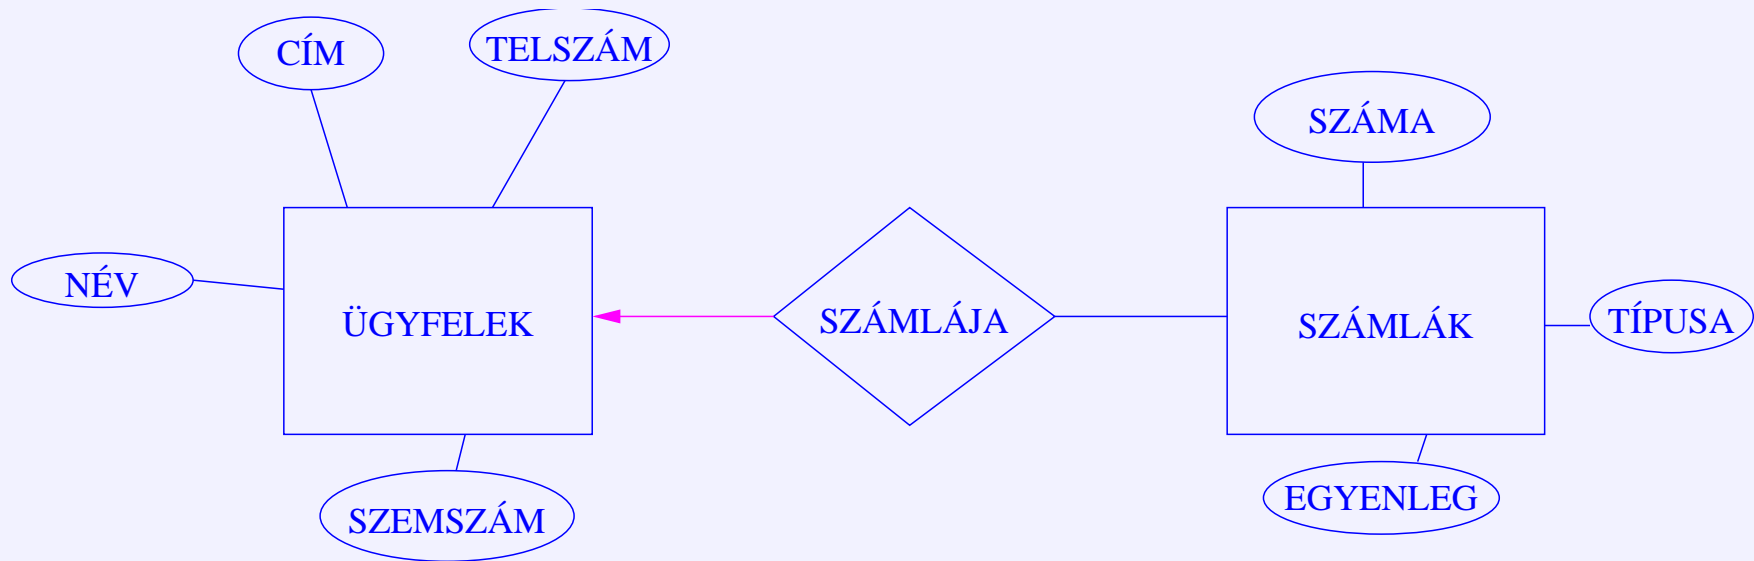 CÍM
TELSZÁM
SZÁMA
NÉV
ÜGYFELEK
SZÁMLÁJA
SZÁMLÁK
TÍPUSA
SZEMSZÁM
EGYENLEG